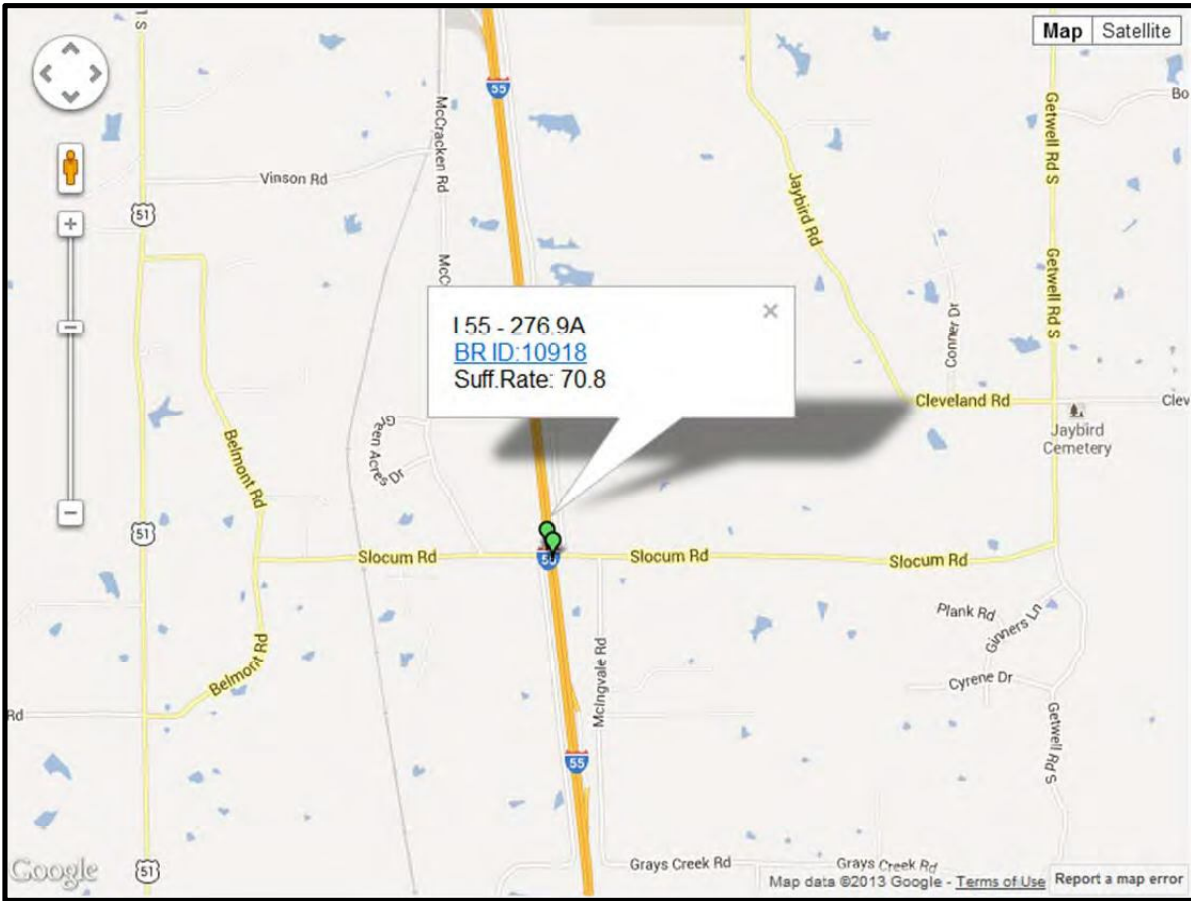 S
Map
Satellite
55
Bo
McCracken Rd
Getwell Rd S
Vinson Rd
51
Jaybird Rd
Getwell Rd S
McC
I 55 - 276.9A
BR ID:10918
Suff.Rate: 70.8
×
Conner Dr
Cleveland Rd
Clev
Jaybird
Cemetery
Green Acres Dr
Belmont Rd
51
Slocum Rd
55
Slocum Rd
Slocum Rd
Plank Rd
Ginners Ln
Belmont Rd
McIngvale Rd
Cyrene Dr
Rd
Getwell Rd S
55
Google
51
Grays Creek Rd
Grays Creek Rd
Map data ©2013 Google - Terms of Use
Report a map error